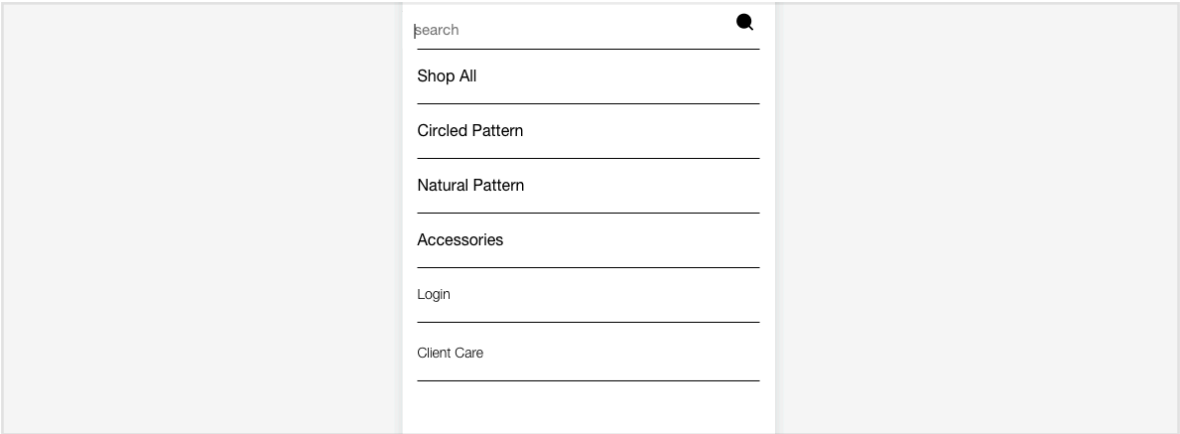 search
Shop All
Circled Pattern
Natural Pattern
Accessories
Login
Client Care